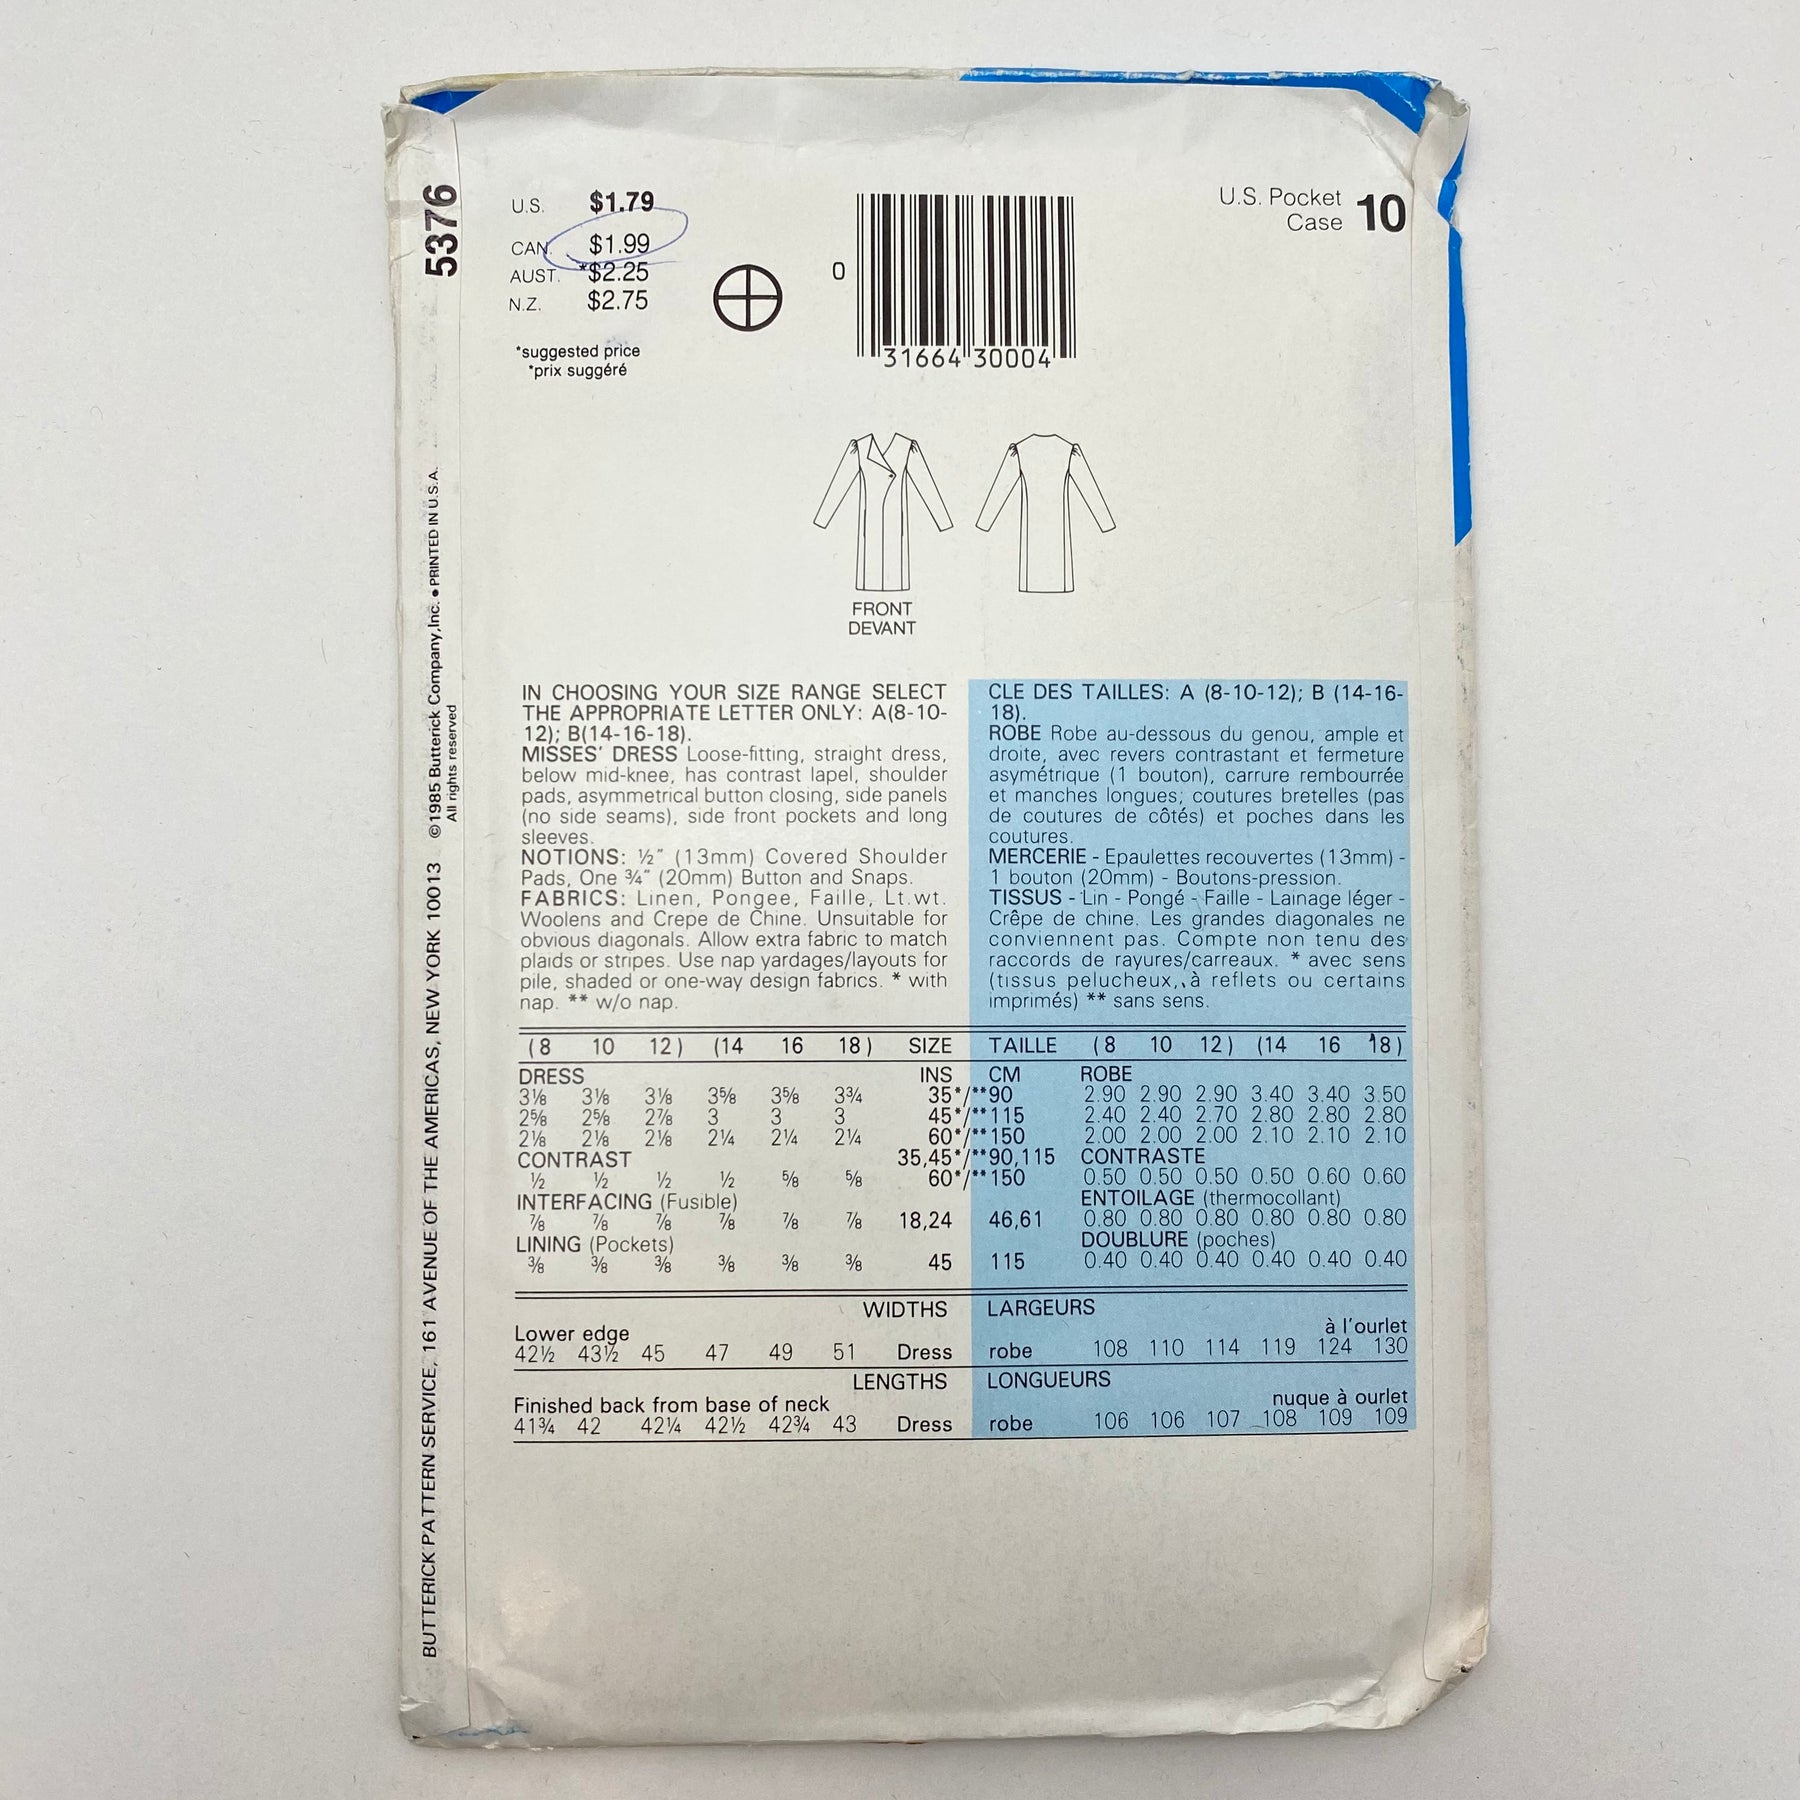 5376
BUTTERICK PATTERN SERVICE, 161 AVENUE OF THE AMERICAS, NEW YORK 10013 ©1985 Butterick Company, Inc. • PRINTED IN U.S.A.
All rights reserved
U.S. $1.79
CAN. $1.99
AUST. *$2.25
N.Z. $2.75
*suggested price
*prix suggéré
0 31664 30004
U.S. Pocket
Case 10
FRONT
DEVANT
IN CHOOSING YOUR SIZE RANGE SELECT
THE APPROPRIATE LETTER ONLY: A(8-10-
12); B(14-16-18).
MISSES' DRESS Loose-fitting, straight dress,
below mid-knee, has contrast lapel, shoulder
pads, asymmetrical button closing, side panels
(no side seams), side front pockets and long
sleeves.
NOTIONS: ½" (13mm) Covered Shoulder
Pads, One ¾" (20mm) Button and Snaps.
FABRICS: Linen, Pongee, Faille, Lt.wt.
Woolens and Crepe de Chine. Unsuitable for
obvious diagonals. Allow extra fabric to match
plaids or stripes. Use nap yardages/layouts for
pile, shaded or one-way design fabrics. * with
nap. ** w/o nap.
CLE DES TAILLES: A (8-10-12); B (14-16-
18).
ROBE Robe au-dessous du genou, ample et
droite, avec revers contrastant et fermeture
asymétrique (1 bouton), carrure rembourrée
et manches longues; coutures bretelles (pas
de coutures de côtés) et poches dans les
coutures.
MERCERIE - Epaulettes recouvertes (13mm) -
1 bouton (20mm) - Boutons-pression.
TISSUS - Lin - Pongé - Faille - Lainage léger -
Crêpe de chine. Les grandes diagonales ne
conviennent pas. Compte non tenu des
raccords de rayures/carreaux. * avec sens
(tissus pelucheux, à reflets ou certains
imprimés) ** sans sens.
(8 10 12) (14 16 18) SIZE TAILLE (8 10 12) (14 16 18)
DRESS INS CM ROBE
3⅛ 3⅛ 3⅛ 3⅝ 3⅝ 3¾ 35*/**90 2.90 2.90 2.90 3.40 3.40 3.50
2⅝ 2⅝ 2⅞ 3 3 3 45*/**115 2.40 2.40 2.70 2.80 2.80 2.80
2⅛ 2⅛ 2⅛ 2¼ 2¼ 2¼ 60*/**150 2.00 2.00 2.00 2.10 2.10 2.10
CONTRAST 35,45*/**90,115 CONTRASTE
½ ½ ½ ½ ⅝ ⅝ 60*/**150 0.50 0.50 0.50 0.50 0.60 0.60
INTERFACING (Fusible) ENTOILAGE (thermocollant)
⅞ ⅞ ⅞ ⅞ ⅞ ⅞ 18,24 46,61 0.80 0.80 0.80 0.80 0.80 0.80
LINING (Pockets) DOUBLURE (poches)
⅜ ⅜ ⅜ ⅜ ⅜ ⅜ 45 115 0.40 0.40 0.40 0.40 0.40 0.40
WIDTHS LARGEURS
Lower edge à l'ourlet
42½ 43½ 45 47 49 51 Dress robe 108 110 114 119 124 130
LENGTHS LONGUEURS
Finished back from base of neck nuque à ourlet
41¾ 42 42¼ 42½ 42¾ 43 Dress robe 106 106 107 108 109 109